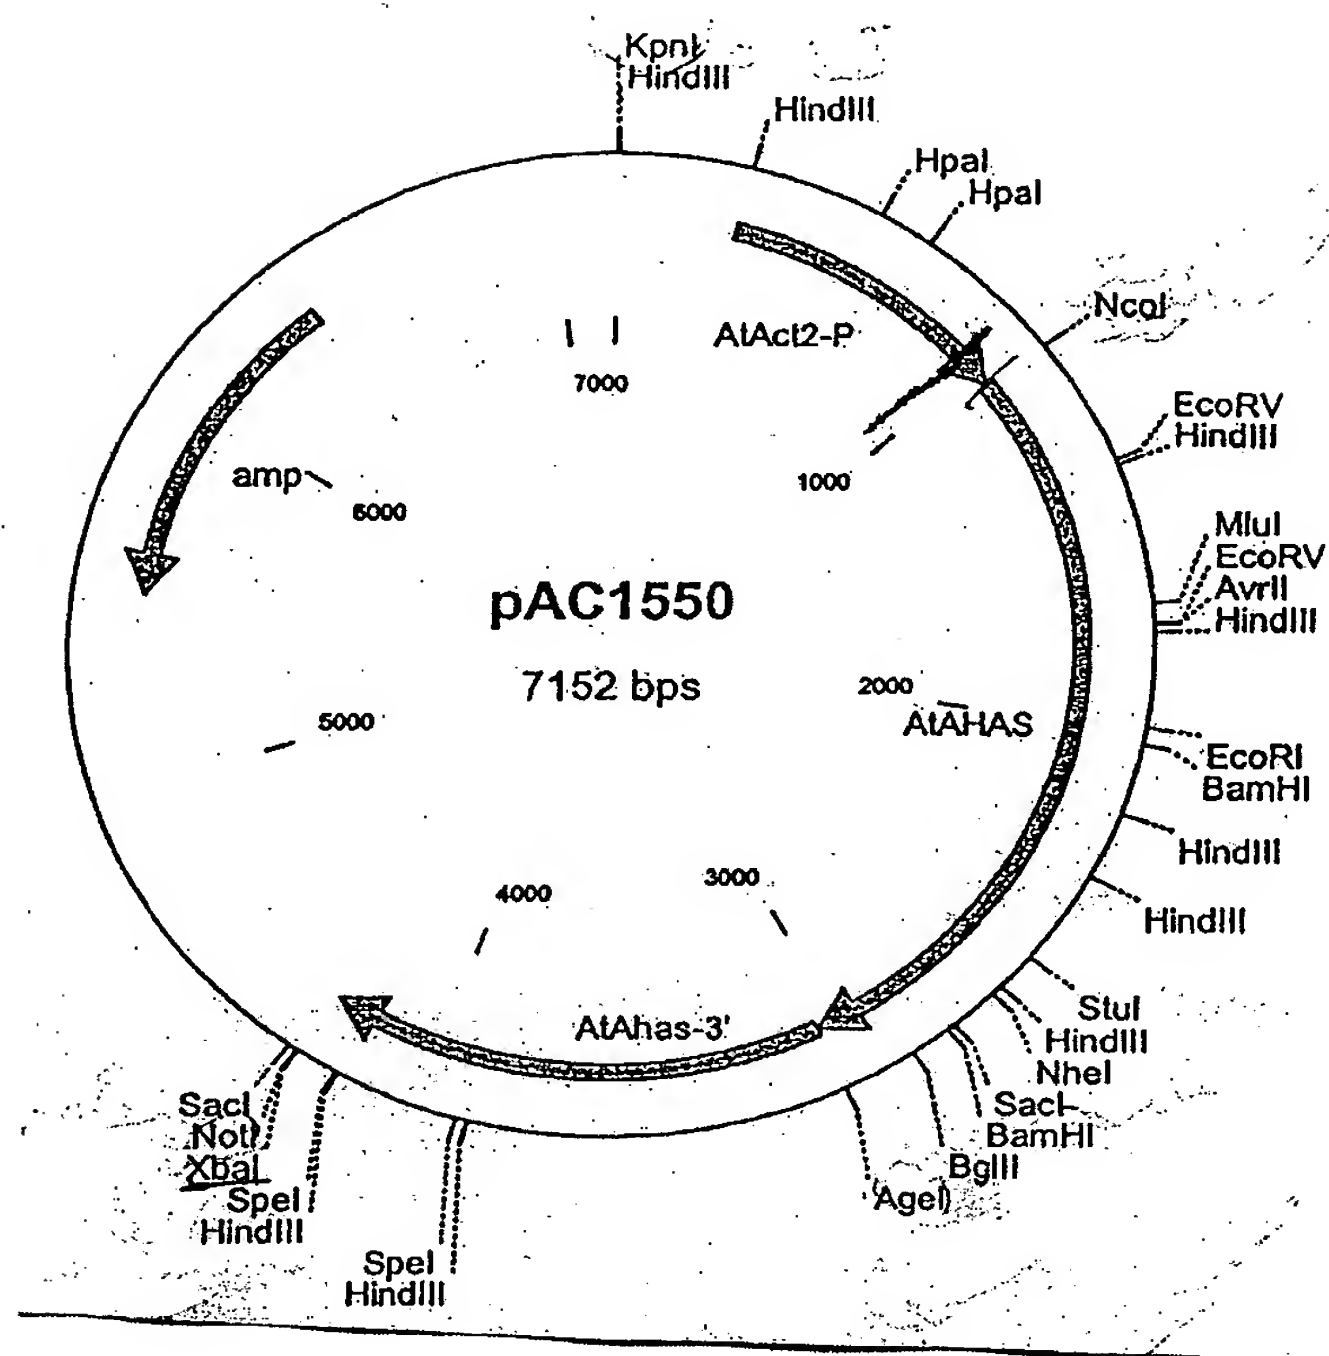 KpnI
HindIII
HindIII
HpaI
HpaI
NcoI
AtAct2-P
7000
EcoRV
HindIII
amp
6000
1000
MluI
EcoRV
AvrII
HindIII
pAC1550
7152 bps
2000
AtAHAS
5000
EcoRI
BamHI
HindIII
3000
4000
HindIII
StuI
HindIII
NheI
AtAhas-3'
SacI
BamHI
BglII
AgeI
SacI
NotI
XbaI
SpeI
HindIII
SpeI
HindIII